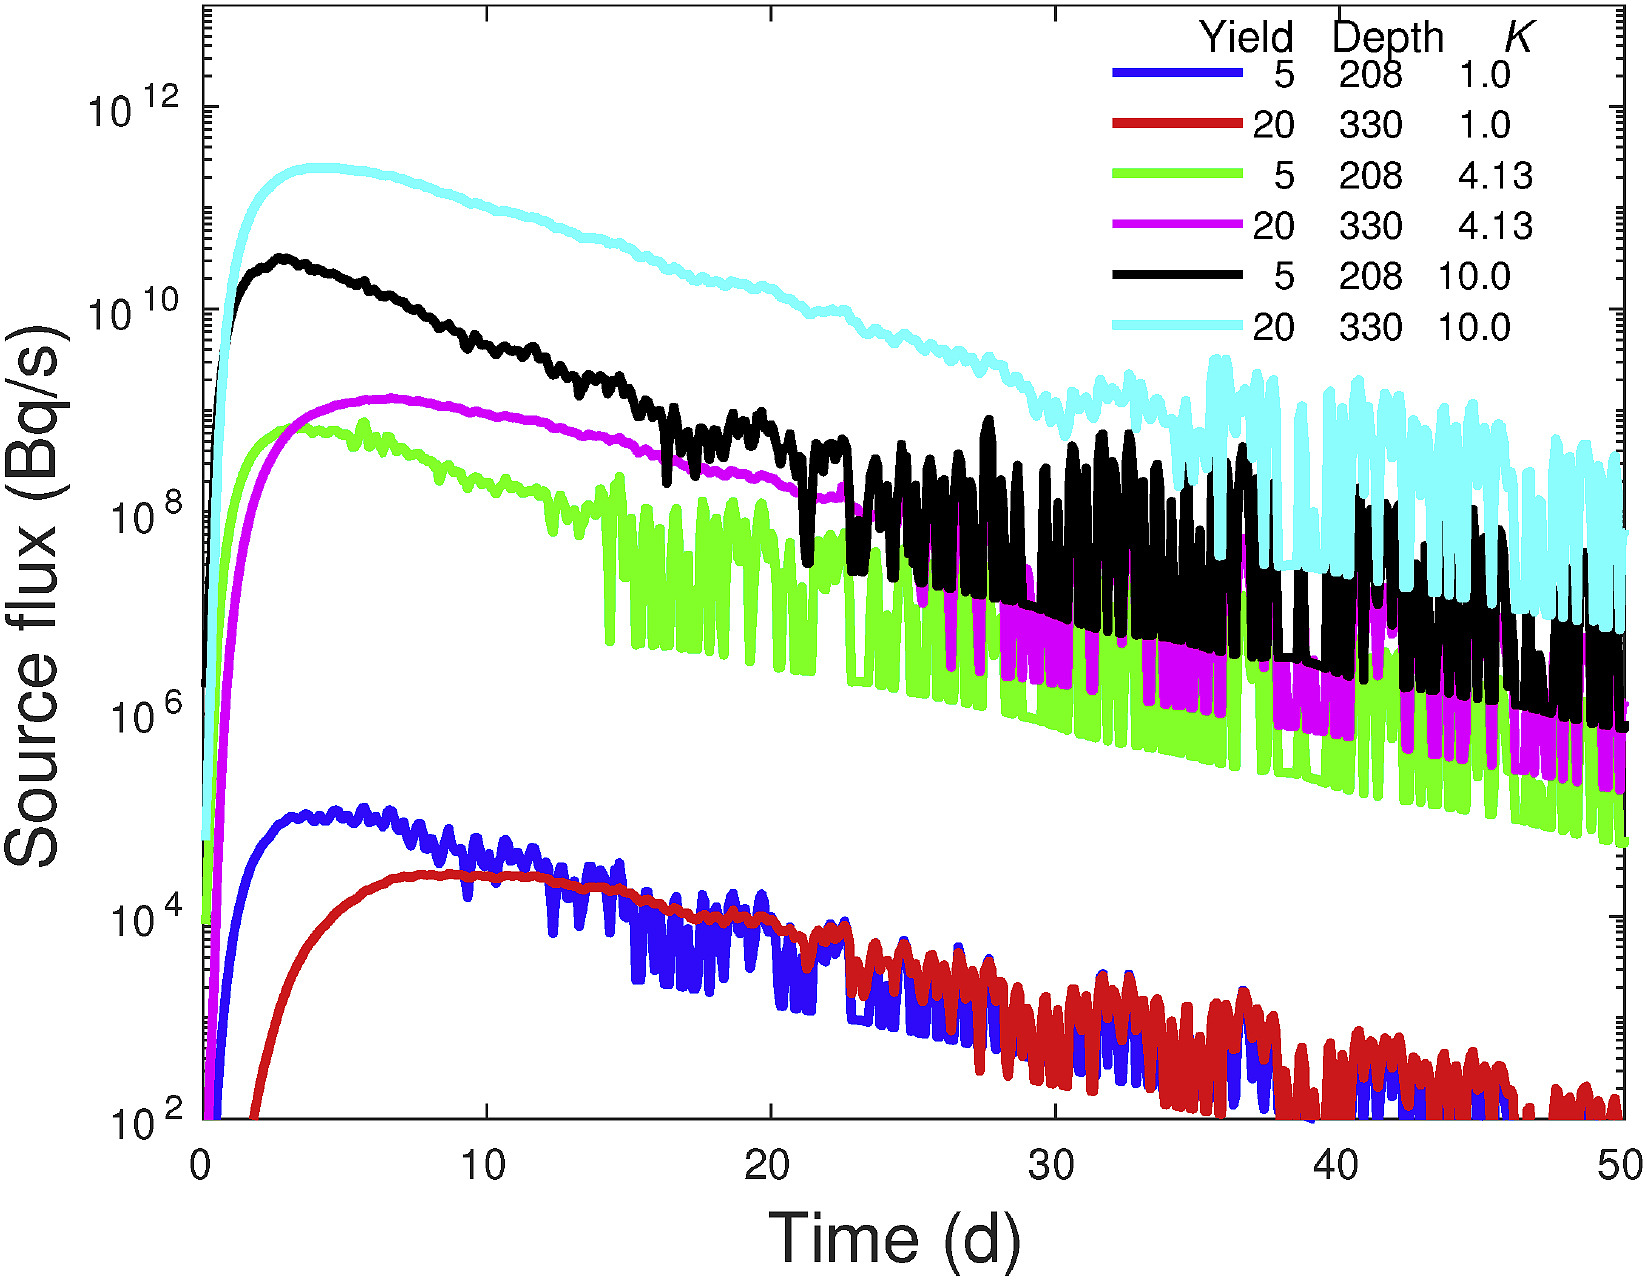 Yield Depth K
5 208 1.0
20 330 1.0
5 208 4.13
20 330 4.13
5 208 10.0
20 330 10.0
10^12
10^10
10^8
10^6
10^4
10^2
Source flux (Bq/s)
0 10 20 30 40 50
Time (d)